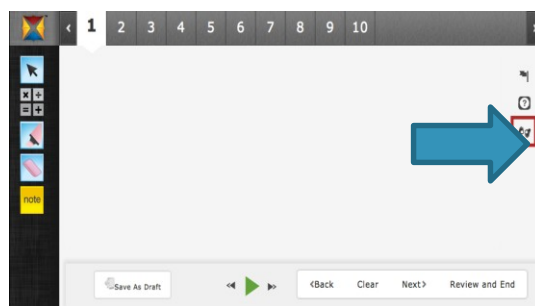 1 2 3 4 5 6 7 8 9 10
note
Save As Draft
<Back Clear Next> Review and End